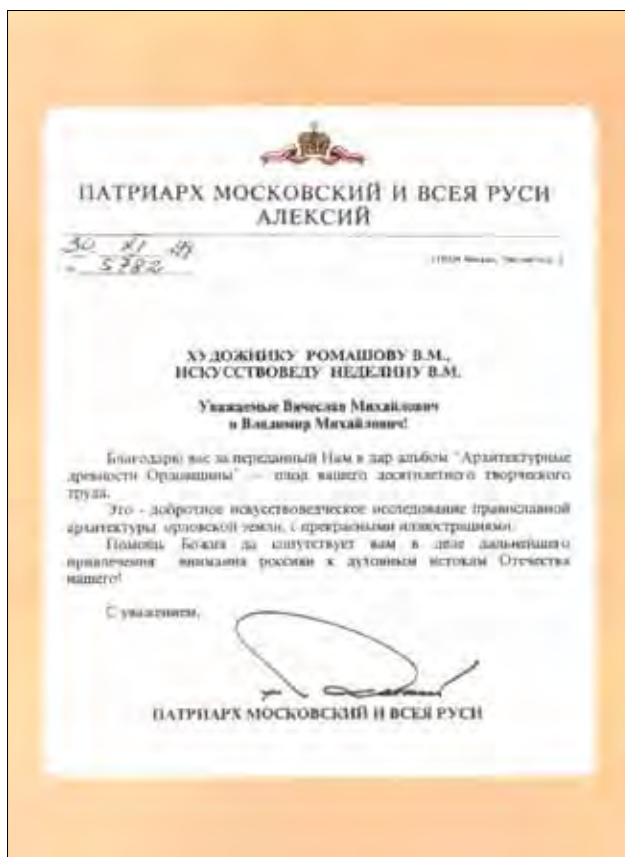 ПАТРИАРХ МОСКОВСКИЙ И ВСЕЯ РУСИ
АЛЕКСИЙ
30 XI 99
5782
ХУДОЖНИКУ РОМАШОВУ В.М.,
ИСКУССТВОВЕДУ НЕДЕЛИНУ В.М.
Уважаемые Вячеслав Михайлович
и Владимир Михайлович!
Благодарю вас за переданный Нам в дар альбом "Архитектурные
древности Орловщины" — плод вашего десятилетнего творческого
труда.
Это - добротное искусствоведческое исследование православной
архитектуры орловской земли, с прекрасными иллюстрациями.
Помощь Божия да сопутствует вам в деле дальнейшего
привлечения внимания россиян к духовным истокам Отечества
нашего!
С уважением,
ПАТРИАРХ МОСКОВСКИЙ И ВСЕЯ РУСИ